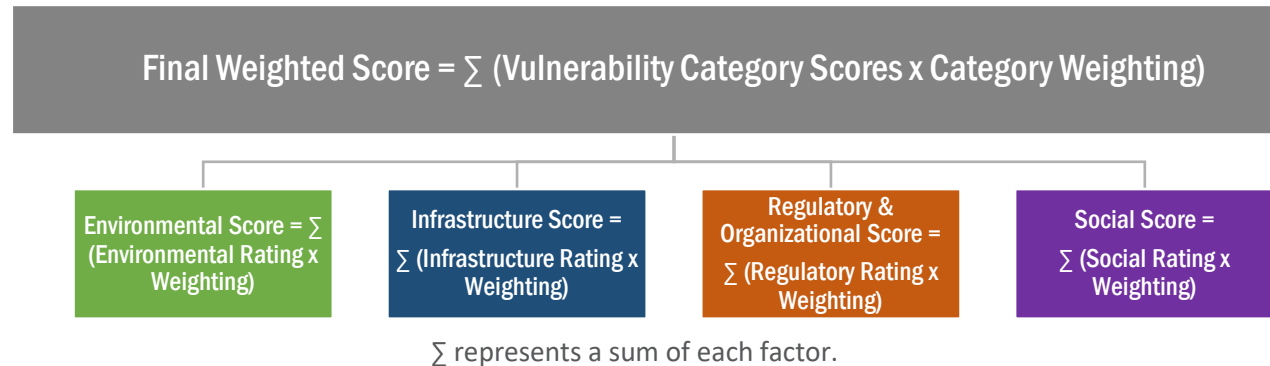 Final Weighted Score = ∑ (Vulnerability Category Scores x Category Weighting)
Environmental Score = ∑
(Environmental Rating x
Weighting)
Infrastructure Score =
∑ (Infrastructure Rating x
Weighting)
Regulatory &
Organizational Score =
∑ (Regulatory Rating x
Weighting)
Social Score =
∑ (Social Rating x
Weighting)
∑ represents a sum of each factor.